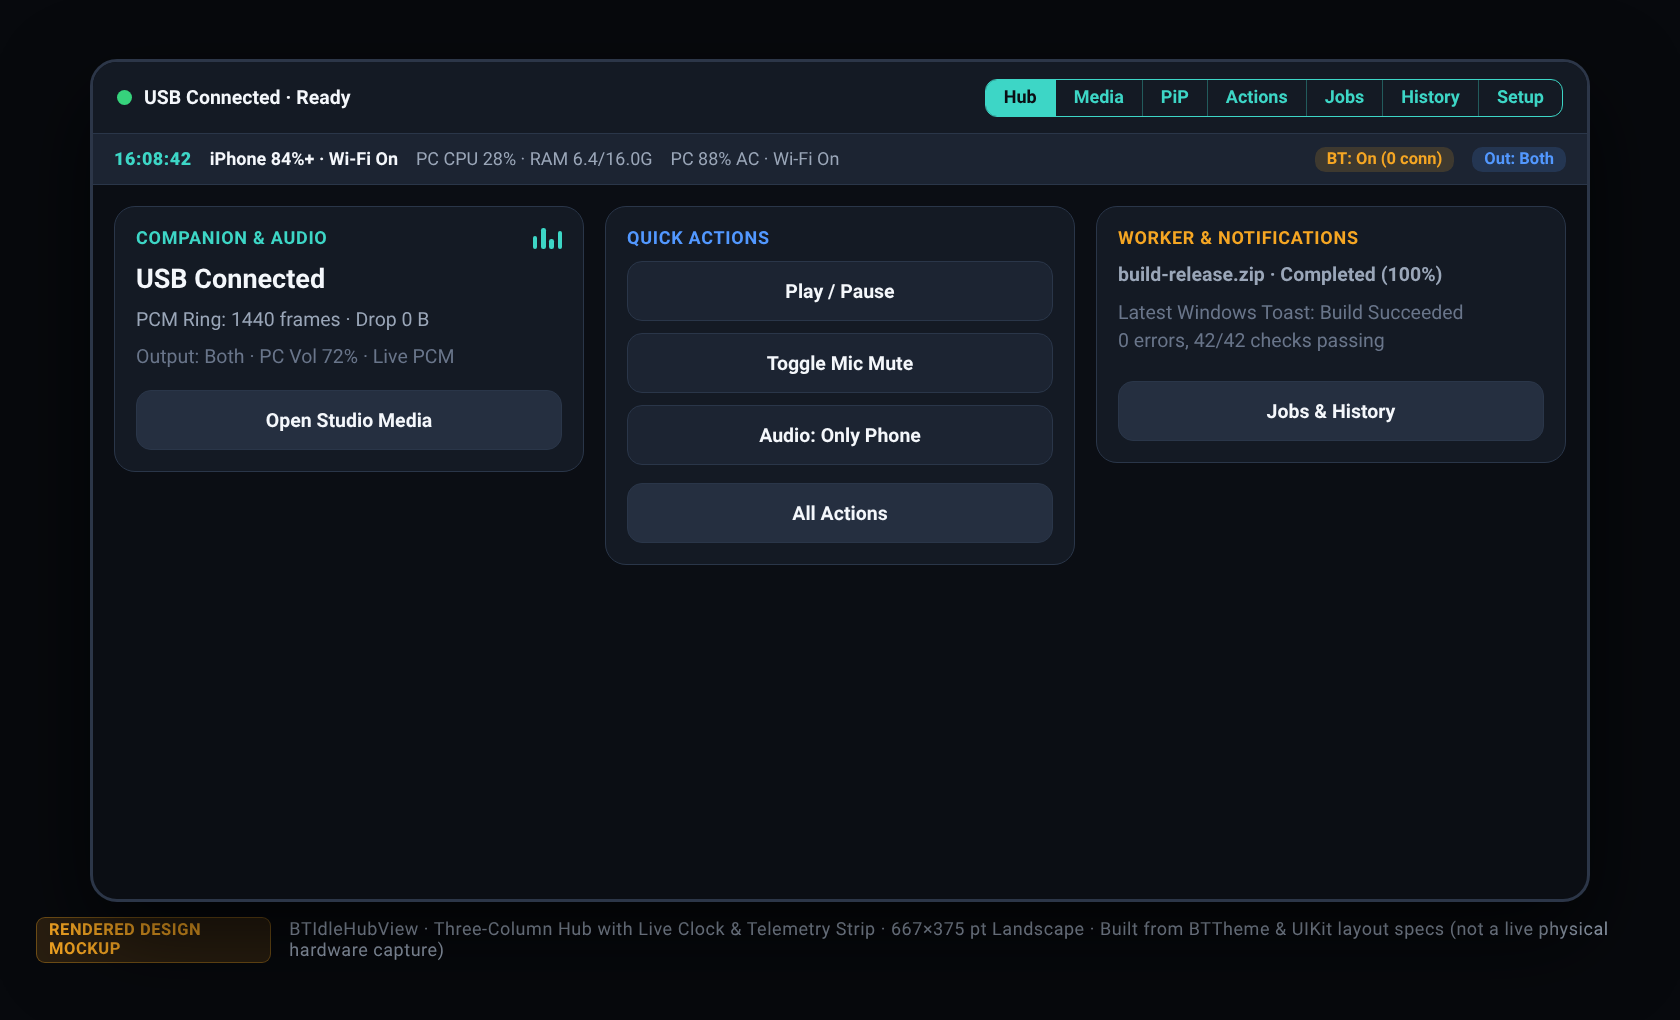 USB Connected · Ready
Hub Media PiP Actions Jobs History Setup
16:08:42 iPhone 84%+ · Wi-Fi On PC CPU 28% · RAM 6.4/16.0G PC 88% AC · Wi-Fi On BT: On (0 conn) Out: Both
COMPANION & AUDIO
USB Connected
PCM Ring: 1440 frames · Drop 0 B
Output: Both · PC Vol 72% · Live PCM
Open Studio Media
QUICK ACTIONS
Play / Pause
Toggle Mic Mute
Audio: Only Phone
All Actions
WORKER & NOTIFICATIONS
build-release.zip · Completed (100%)
Latest Windows Toast: Build Succeeded
0 errors, 42/42 checks passing
Jobs & History
RENDERED DESIGN
MOCKUP
BTIdleHubView · Three-Column Hub with Live Clock & Telemetry Strip · 667×375 pt Landscape · Built from BTTheme & UIKit layout specs (not a live physical
hardware capture)